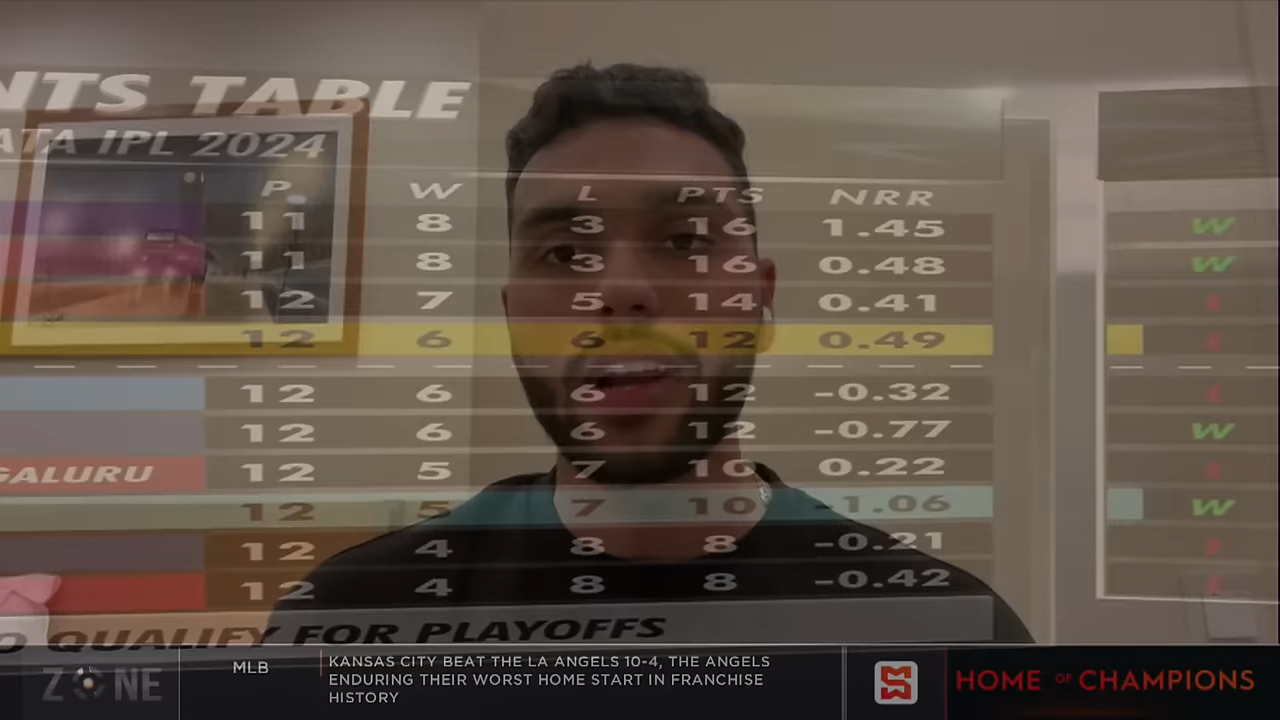 NTS TABLE
ATA IPL 2024
P W L PTS NRR
11 8 3 16 1.45 W
11 8 3 16 0.48 W
12 7 5 14 0.41
12 6 6 12 0.49
12 6 6 12 -0.32
12 6 6 12 -0.77 W
GALURU 12 5 7 10 0.22
12 5 7 10 -1.06 W
12 4 8 8 -0.21
12 4 8 8 -0.42
O QUALIFY FOR PLAYOFFS
ZONE
MLB
KANSAS CITY BEAT THE LA ANGELS 10-4, THE ANGELS
ENDURING THEIR WORST HOME START IN FRANCHISE
HISTORY
HOME OF CHAMPIONS